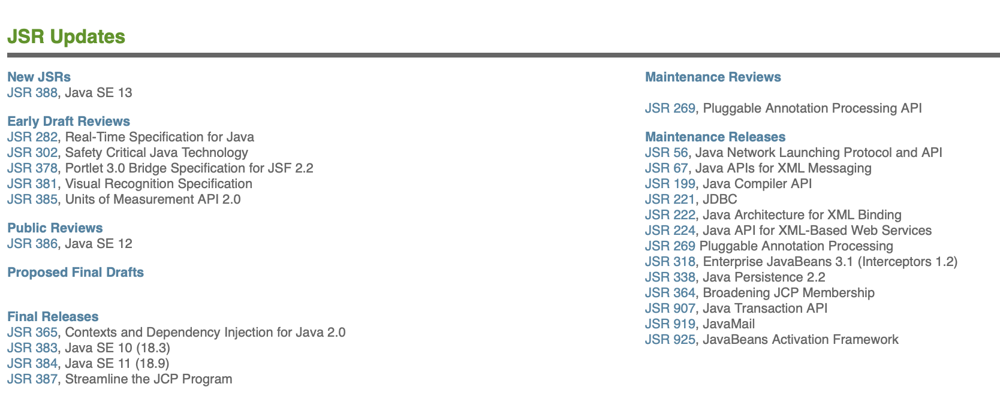 JSR Updates
New JSRs
JSR 388, Java SE 13
Early Draft Reviews
JSR 282, Real-Time Specification for Java
JSR 302, Safety Critical Java Technology
JSR 378, Portlet 3.0 Bridge Specification for JSF 2.2
JSR 381, Visual Recognition Specification
JSR 385, Units of Measurement API 2.0
Public Reviews
JSR 386, Java SE 12
Proposed Final Drafts
Final Releases
JSR 365, Contexts and Dependency Injection for Java 2.0
JSR 383, Java SE 10 (18.3)
JSR 384, Java SE 11 (18.9)
JSR 387, Streamline the JCP Program
Maintenance Reviews
JSR 269, Pluggable Annotation Processing API
Maintenance Releases
JSR 56, Java Network Launching Protocol and API
JSR 67, Java APIs for XML Messaging
JSR 199, Java Compiler API
JSR 221, JDBC
JSR 222, Java Architecture for XML Binding
JSR 224, Java API for XML-Based Web Services
JSR 269 Pluggable Annotation Processing
JSR 318, Enterprise JavaBeans 3.1 (Interceptors 1.2)
JSR 338, Java Persistence 2.2
JSR 364, Broadening JCP Membership
JSR 907, Java Transaction API
JSR 919, JavaMail
JSR 925, JavaBeans Activation Framework